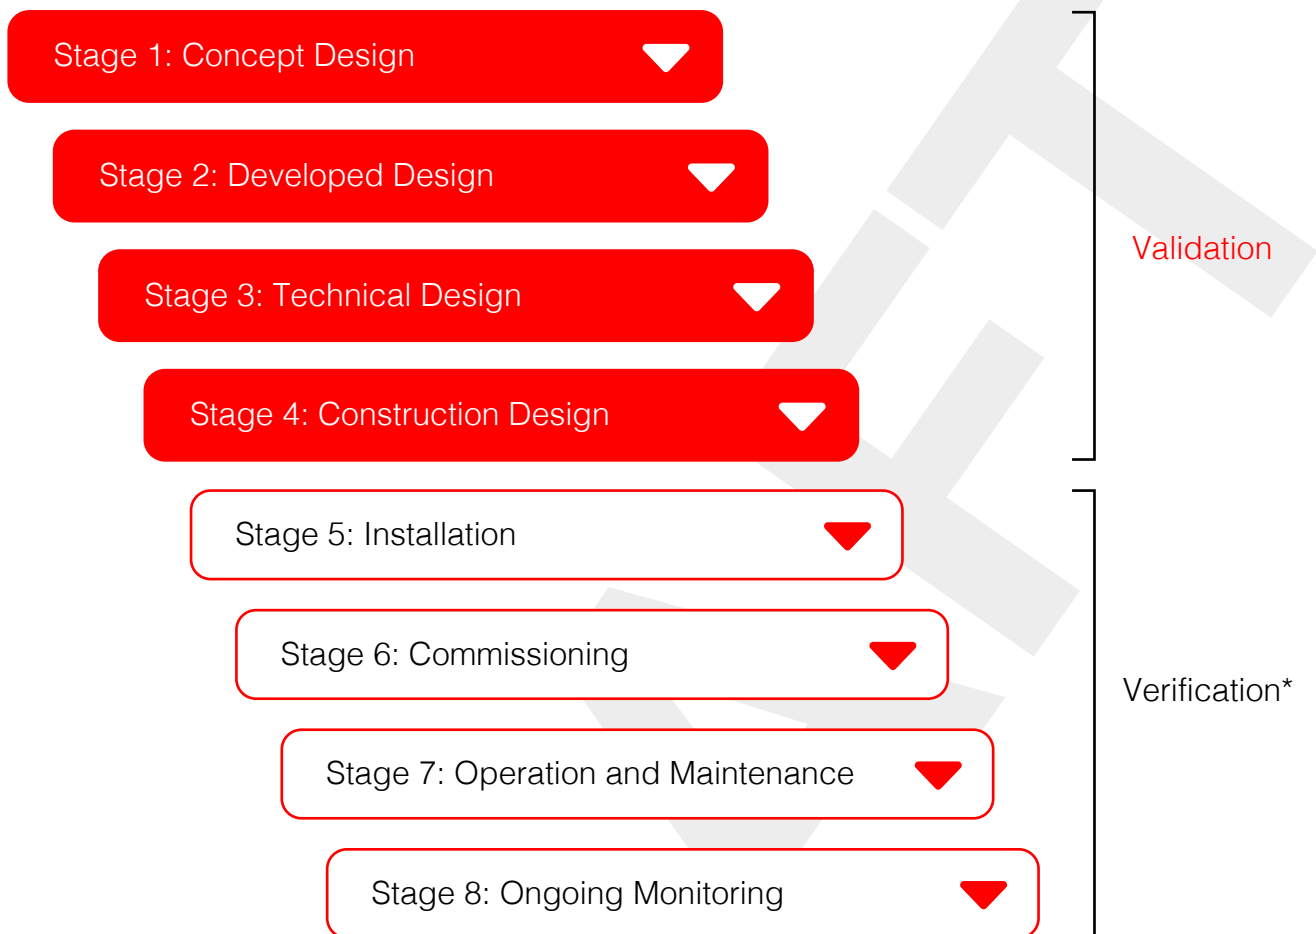 Stage 1: Concept Design
Stage 2: Developed Design
Validation
Stage 3: Technical Design
Stage 4: Construction Design
Stage 5: Installation
Stage 6: Commissioning
Verification*
Stage 7: Operation and Maintenance
Stage 8: Ongoing Monitoring